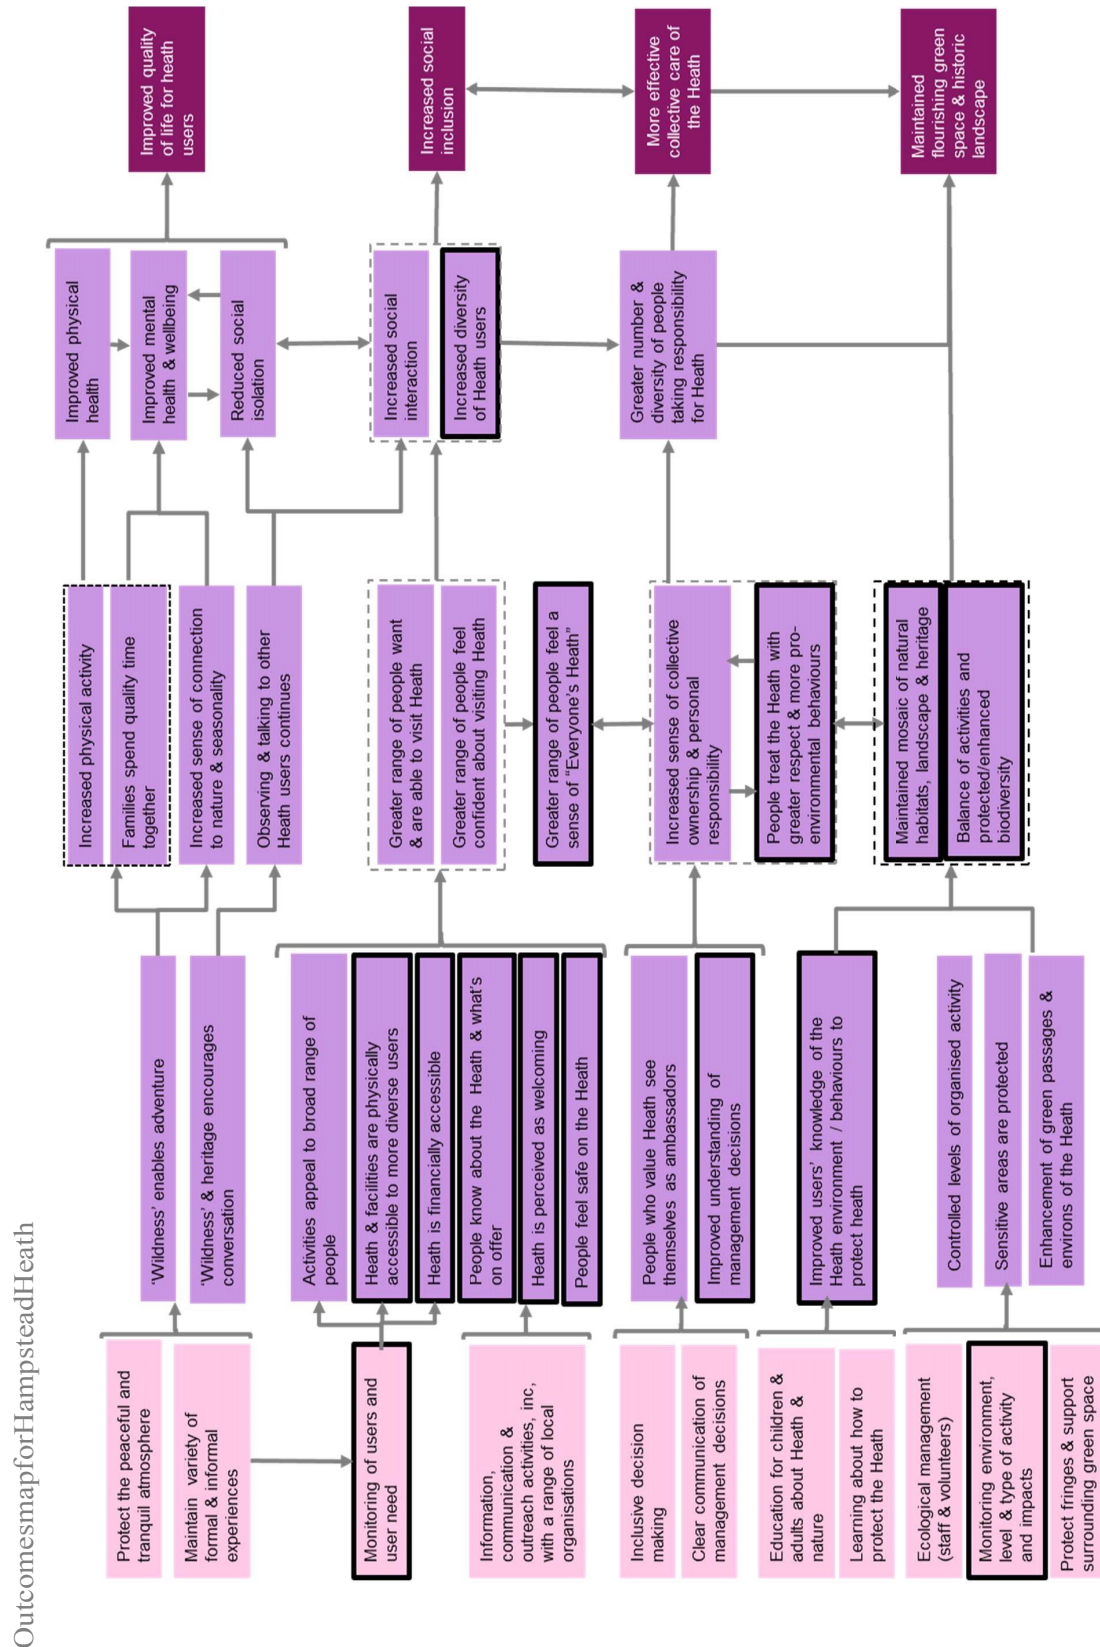 OutcomesmapforHampsteadHeath
Protect the peaceful and
tranquil atmosphere
Maintain variety of
formal & informal
experiences
Monitoring of users and
user need
Information,
communication &
outreach activities, inc,
with a range of local
organisations
Inclusive decision
making
Clear communication of
management decisions
Education for children &
adults about Heath &
nature
Learning about how to
protect the Heath
Ecological management
(staff & volunteers)
Monitoring environment,
level & type of activity
and impacts
Protect fringes & support
surrounding green space
'Wildness' enables adventure
'Wildness' & heritage encourages
conversation
Activities appeal to broad range of
people
Heath & facilities are physically
accessible to more diverse users
Heath is financially accessible
People know about the Heath & what's
on offer
Heath is perceived as welcoming
People feel safe on the Heath
People who value Heath see
themselves as ambassadors
Improved understanding of
management decisions
Improved users' knowledge of the
Heath environment / behaviours to
protect heath
Controlled levels of organised activity
Sensitive areas are protected
Enhancement of green passages &
environs of the Heath
Increased physical activity
Families spend quality time
together
Increased sense of connection
to nature & seasonality
Observing & talking to other
Heath users continues
Greater range of people want
& are able to visit Heath
Greater range of people feel
confident about visiting Heath
Greater range of people feel a
sense of "Everyone's Heath"
Increased sense of collective
ownership & personal
responsibility
People treat the Heath with
greater respect & more pro-
environmental behaviours
Maintained mosaic of natural
habitats, landscape & heritage
Balance of activities and
protected/enhanced
biodiversity
Improved physical
health
Improved mental
health & wellbeing
Reduced social
isolation
Increased social
interaction
Increased diversity
of Heath users
Greater number &
diversity of people
taking responsibility
for Heath
Improved quality
of life for heath
users
Increased social
inclusion
More effective
collective care of
the Heath
Maintained
flourishing green
space & historic
landscape